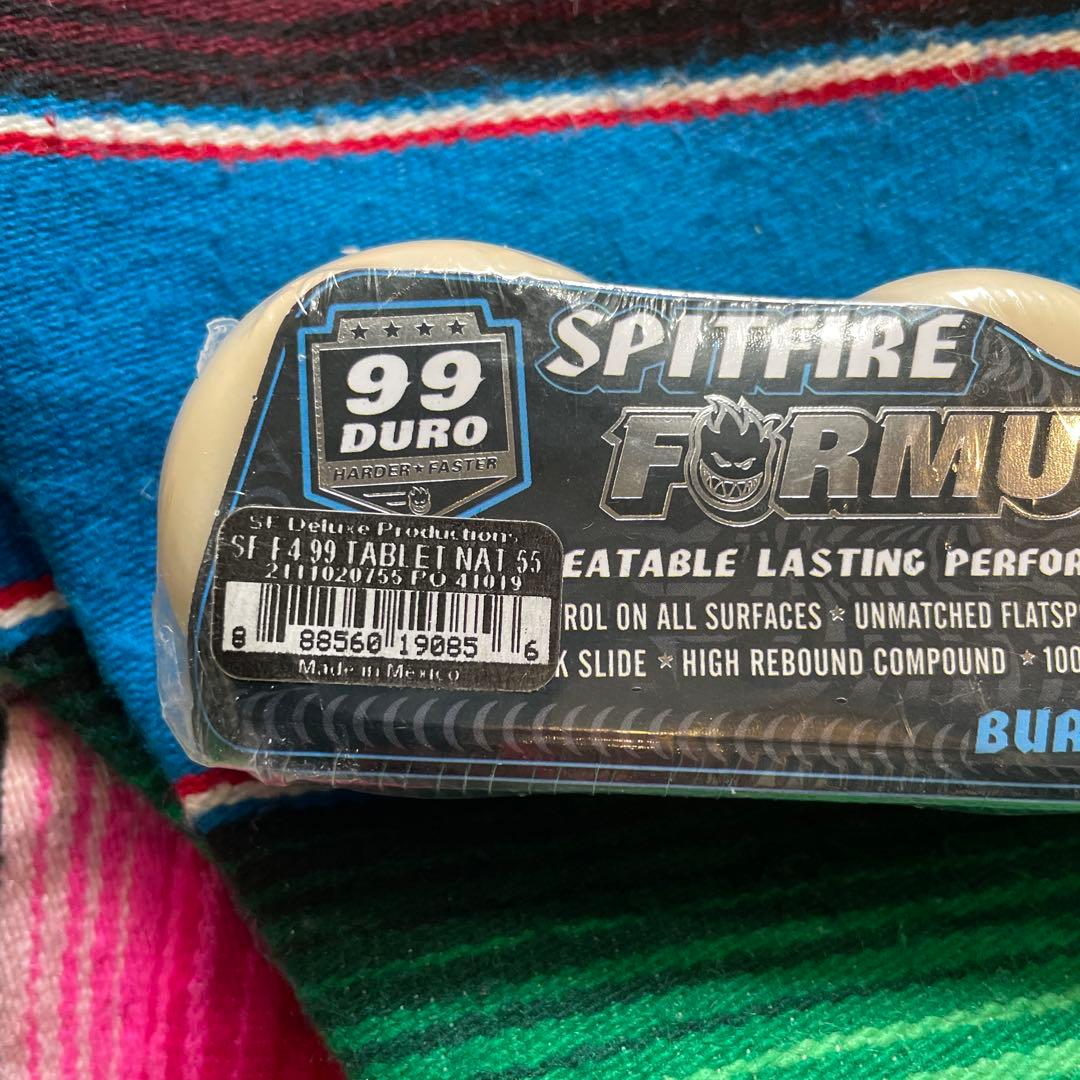 99
DURO
HARDER★FASTER
SPITFIRE
FORMU
SF Deluxe Production.
SF F4 99 TABLET NAT 55
2111020755 PO 41019
8 88560 19085 6
Made in Mexico
EATABLE LASTING PERFOR
ROL ON ALL SURFACES ★ UNMATCHED FLATSP
K SLIDE ★ HIGH REBOUND COMPOUND ★ 100
BUR